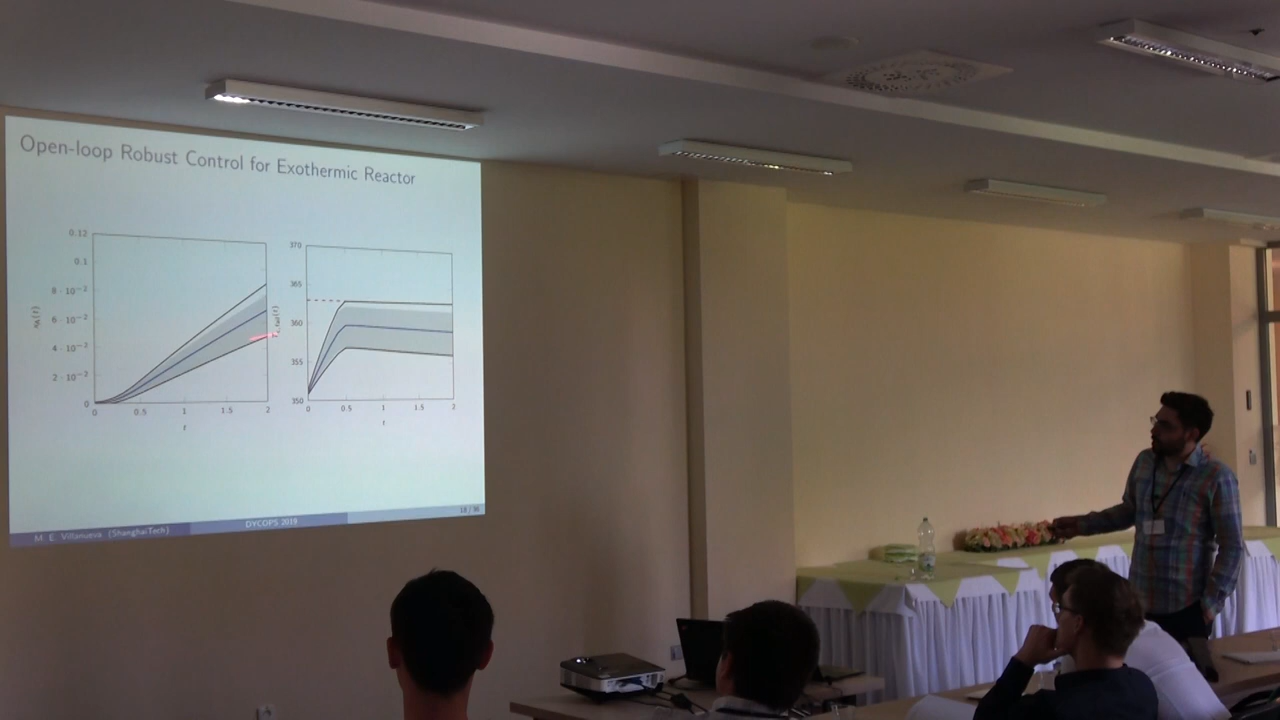 Open-loop Robust Control for Exothermic Reactor
0.12
0.1
8 · 10⁻²
6 · 10⁻²
4 · 10⁻²
2 · 10⁻²
0
0 0.5 1 1.5 2
t
370
365
360
355
350
0 0.5 1 1.5 2
t
M. E. Villanueva (ShanghaiTech)
DYCOPS 2019